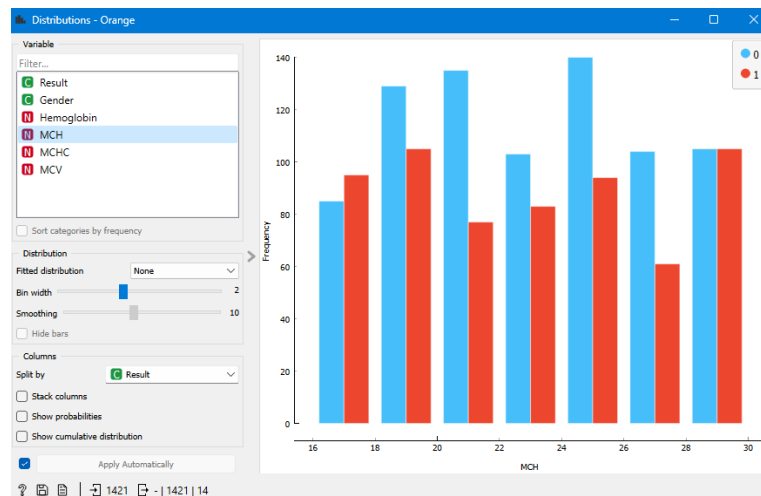 Distributions - Orange
Variable
Filter...
C Result
C Gender
N Hemoglobin
N MCH
N MCHC
N MCV
Sort categories by frequency
Distribution
Fitted distribution None
Bin width 2
Smoothing 10
Hide bars
Columns
Split by C Result
Stack columns
Show probabilities
Show cumulative distribution
Apply Automatically
? 1421 - | 1421 | 14
0
1
140
120
100
80
60
40
20
0
Frequency
16 18 20 22 24 26 28 30
MCH